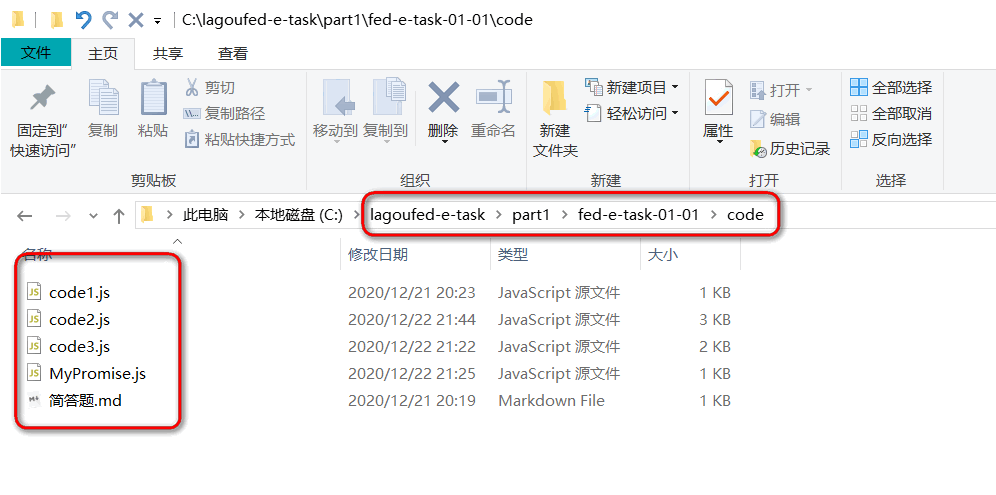 C:\lagoufed-e-task\part1\fed-e-task-01-01\code
文件 主页 共享 查看
固定到"快速访问"
复制
粘贴
剪切
复制路径
粘贴快捷方式
剪贴板
移动到
复制到
删除
重命名
组织
新建文件夹
新建项目
轻松访问
新建
属性
打开
编辑
历史记录
打开
全部选择
全部取消
反向选择
选择
此电脑 本地磁盘 (C:) lagoufed-e-task part1 fed-e-task-01-01 code
名称 修改日期 类型 大小
code1.js 2020/12/21 20:23 JavaScript 源文件 1 KB
code2.js 2020/12/22 21:44 JavaScript 源文件 3 KB
code3.js 2020/12/22 21:22 JavaScript 源文件 2 KB
MyPromise.js 2020/12/22 21:25 JavaScript 源文件 1 KB
简答题.md 2020/12/21 20:19 Markdown File 1 KB